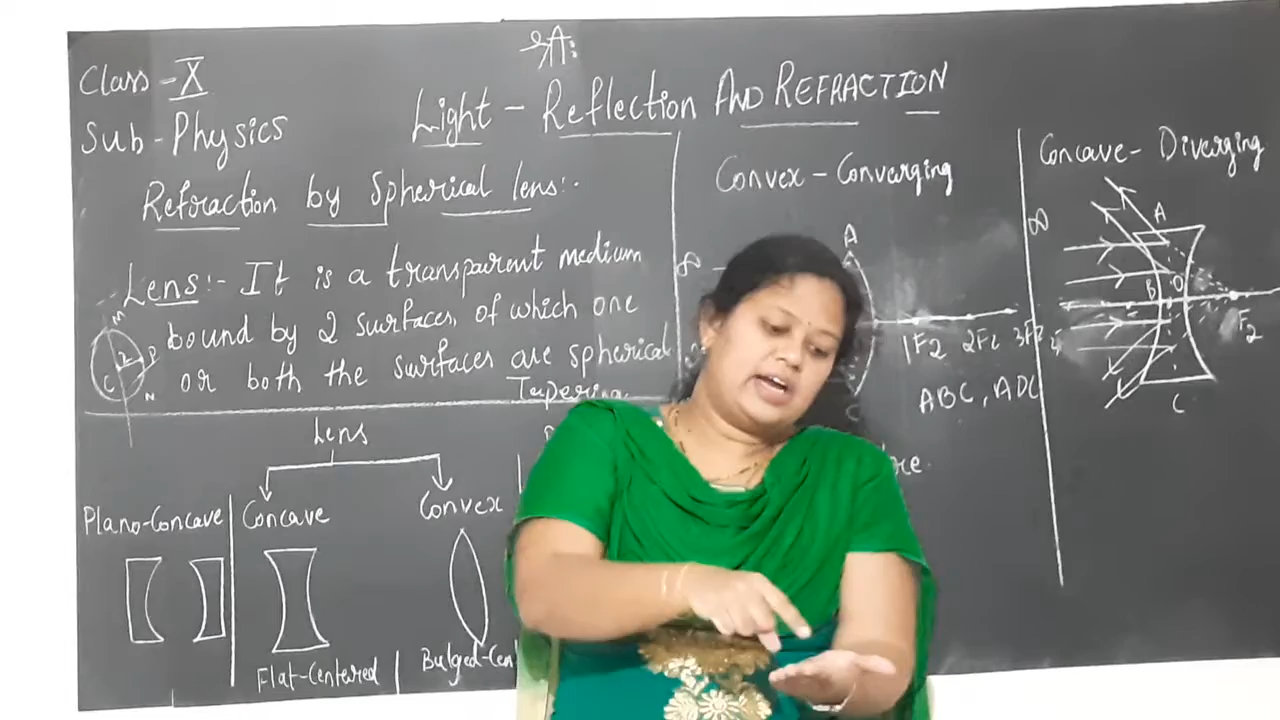 Class - X
Sub - Physics
Light - Reflection AND REFRACTION
Refraction by Spherical lens:-
Lens:- It is a transparent medium
bound by 2 surfaces, of which one
or both the surfaces are spherical
Tapering
M
P
C
N
Lens
Plano-Concave
Concave
Convex
Flat-Centered
Bulged-Cen
Convex - Converging
∞
A
1F2 2F2 3F2
C
ABC, ADC
Concave - Diverging
∞
A
B
O
F2
C